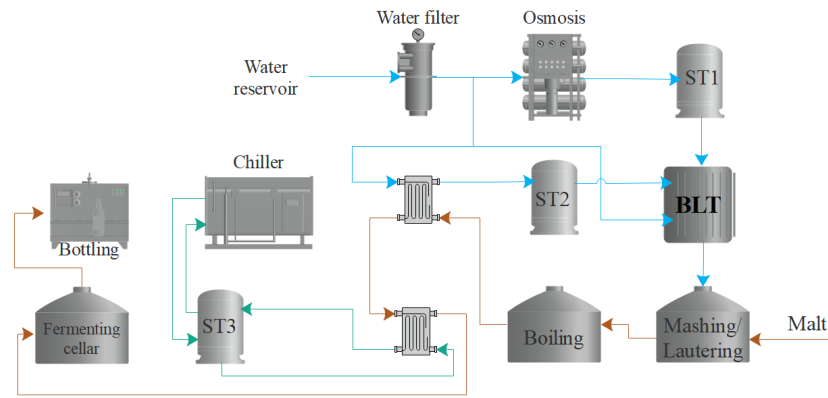 Water filter
Osmosis
Water
reservoir
ST1
Chiller
ST2
BLT
Bottling
ST3
Fermenting
cellar
Boiling
Mashing/
Lautering
Malt